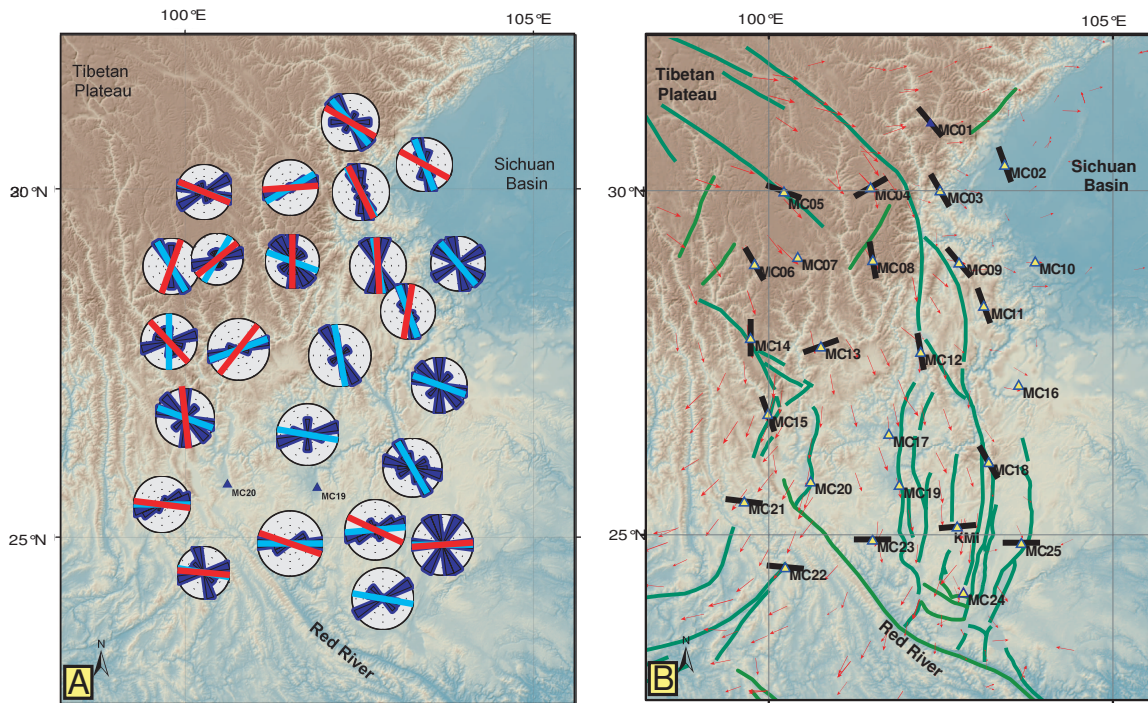 100°E
105°E
Tibetan
Plateau
Sichuan
Basin
30°N
MC20
MC19
25°N
Red River
N
A
100°E
105°E
Tibetan
Plateau
MC01
Sichuan
Basin
MC02
30°N
MC05
MC04
MC03
MC06
MC07
MC08
MC09
MC10
MC11
MC14
MC13
MC12
MC16
MC15
MC17
MC18
MC20
MC19
MC21
25°N
KMI
MC23
MC25
MC22
MC24
Red River
N
B